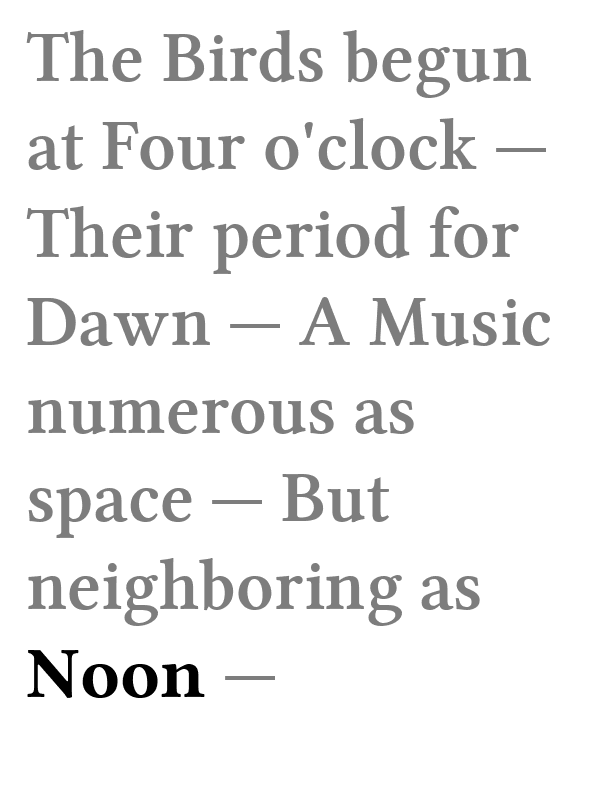 The Birds begun
at Four o'clock —
Their period for
Dawn — A Music
numerous as
space — But
neighboring as
Noon —